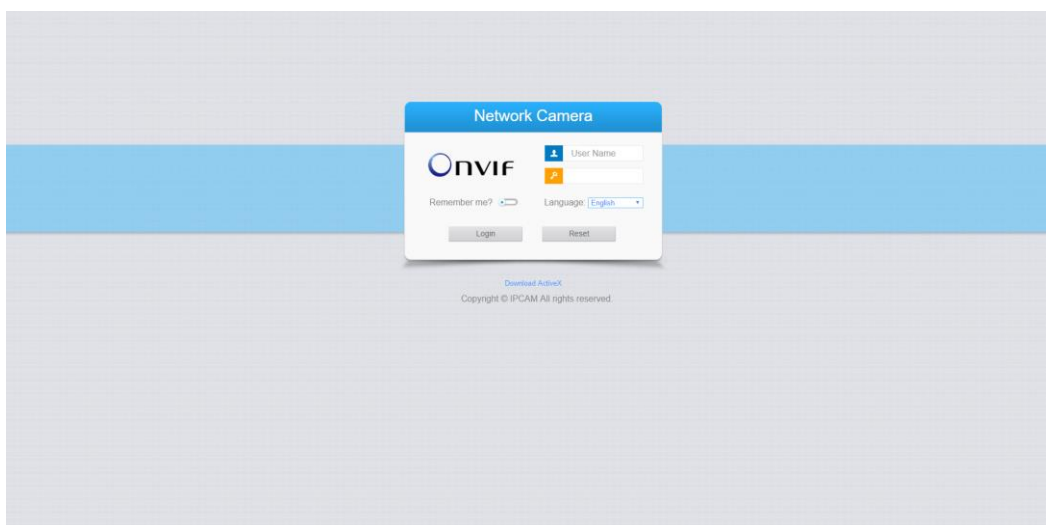 Network Camera
ONVIF
User Name
Remember me?
Language: English
Login
Reset
Download ActiveX
Copyright © IPCAM All rights reserved.